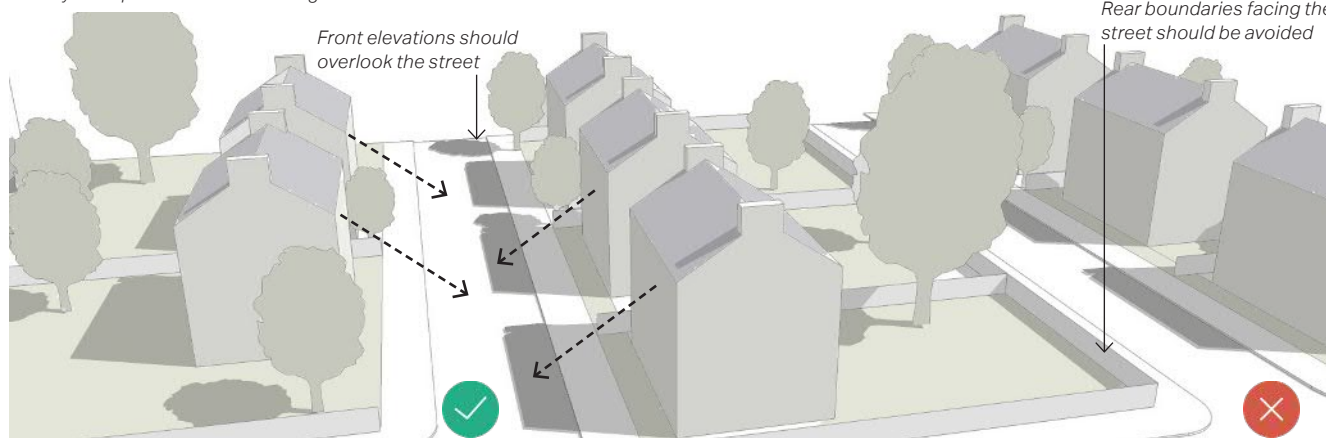 Front elevations should
overlook the street
Rear boundaries facing the
street should be avoided